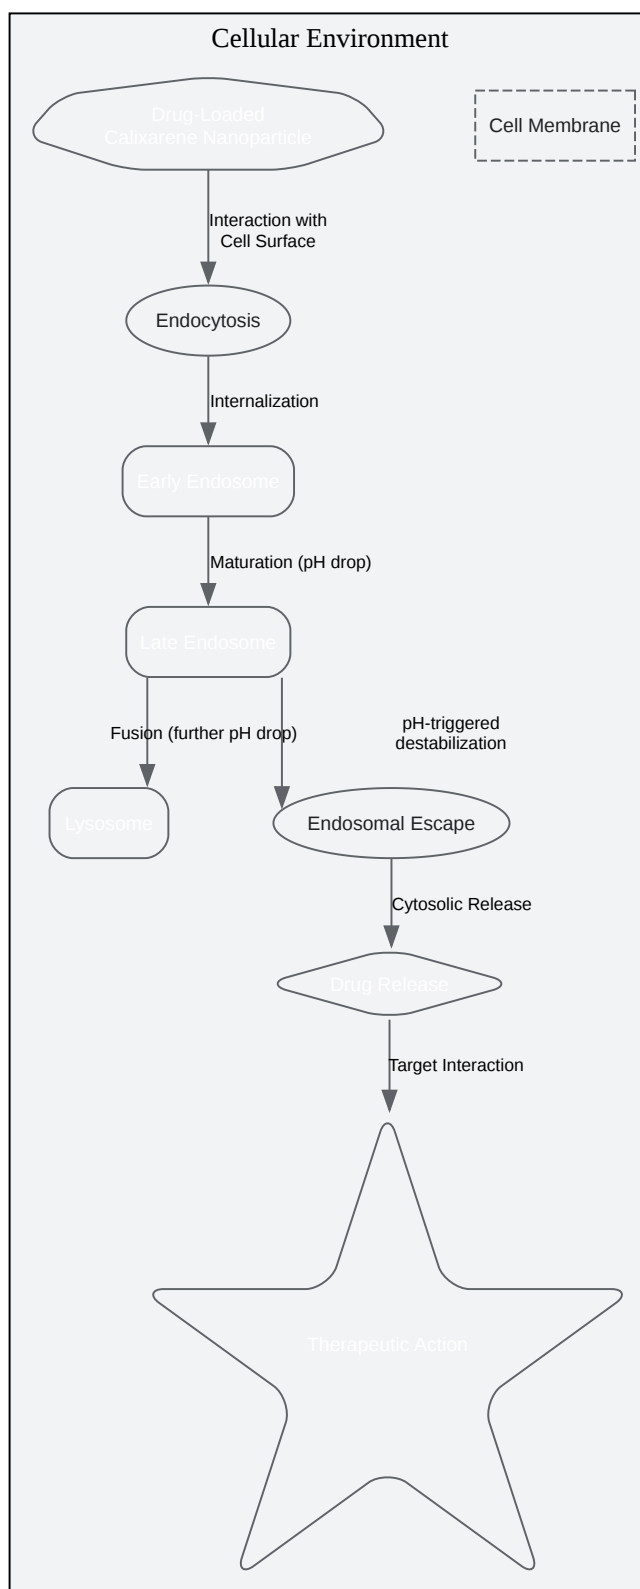 Cellular Environment
Drug-Loaded
Calixarene Nanoparticle
Cell Membrane
Interaction with
Cell Surface
Endocytosis
Internalization
Early Endosome
Maturation (pH drop)
Late Endosome
Fusion (further pH drop)
pH-triggered
destabilization
Lysosome
Endosomal Escape
Cytosolic Release
Drug Release
Target Interaction
Therapeutic Action